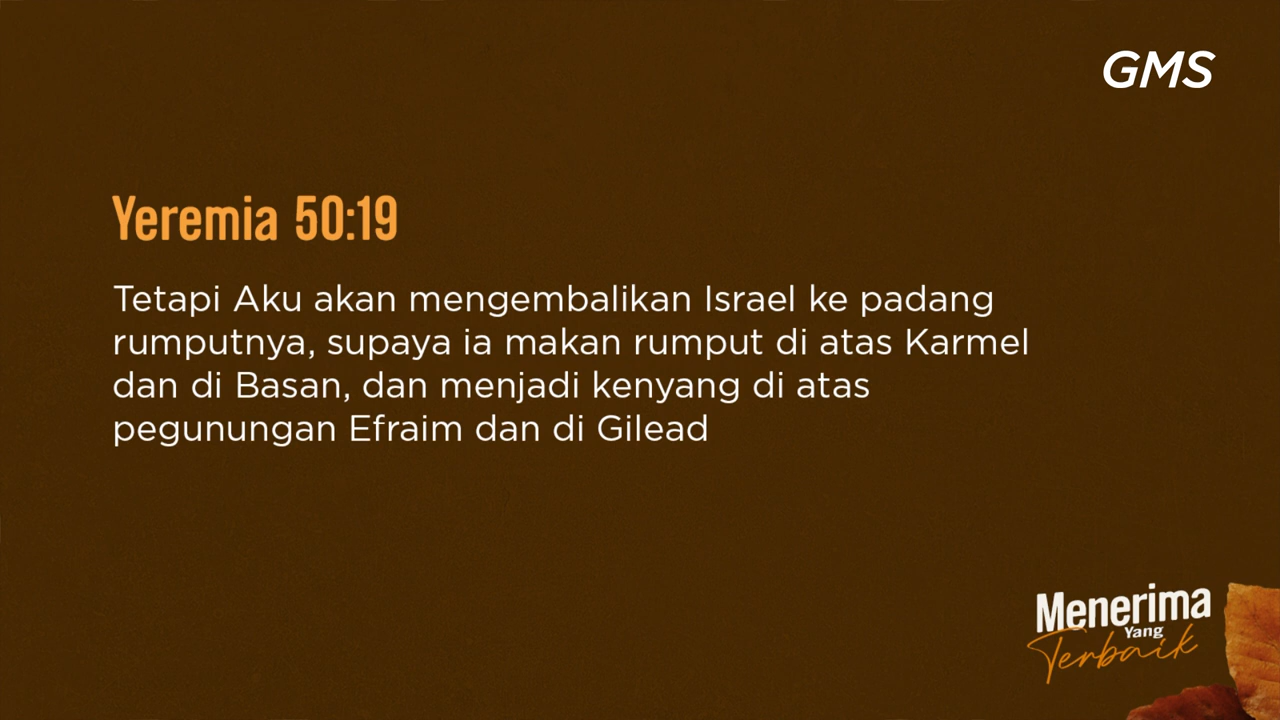 GMS
Yeremia 50:19
Tetapi Aku akan mengembalikan Israel ke padang
rumputnya, supaya ia makan rumput di atas Karmel
dan di Basan, dan menjadi kenyang di atas
pegunungan Efraim dan di Gilead
Menerima
Yang
Terbaik